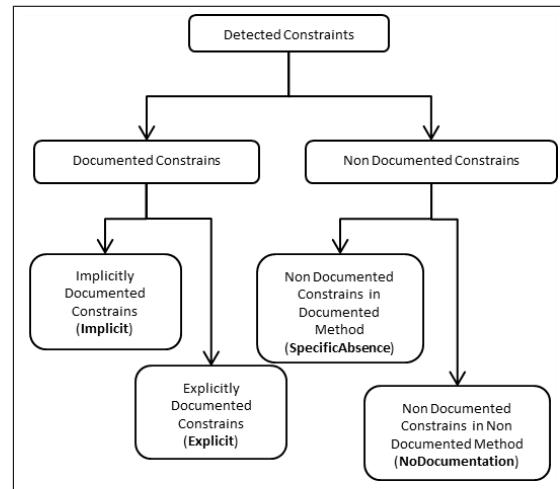 Detected Constraints
Documented Constrains
Non Documented Constrains
Implicitly
Documented
Constrains
(Implicit)
Non Documented
Constrains in
Documented
Method
(SpecificAbsence)
Explicitly
Documented
Constrains
(Explicit)
Non Documented
Constrains in Non
Documented Method
(NoDocumentation)